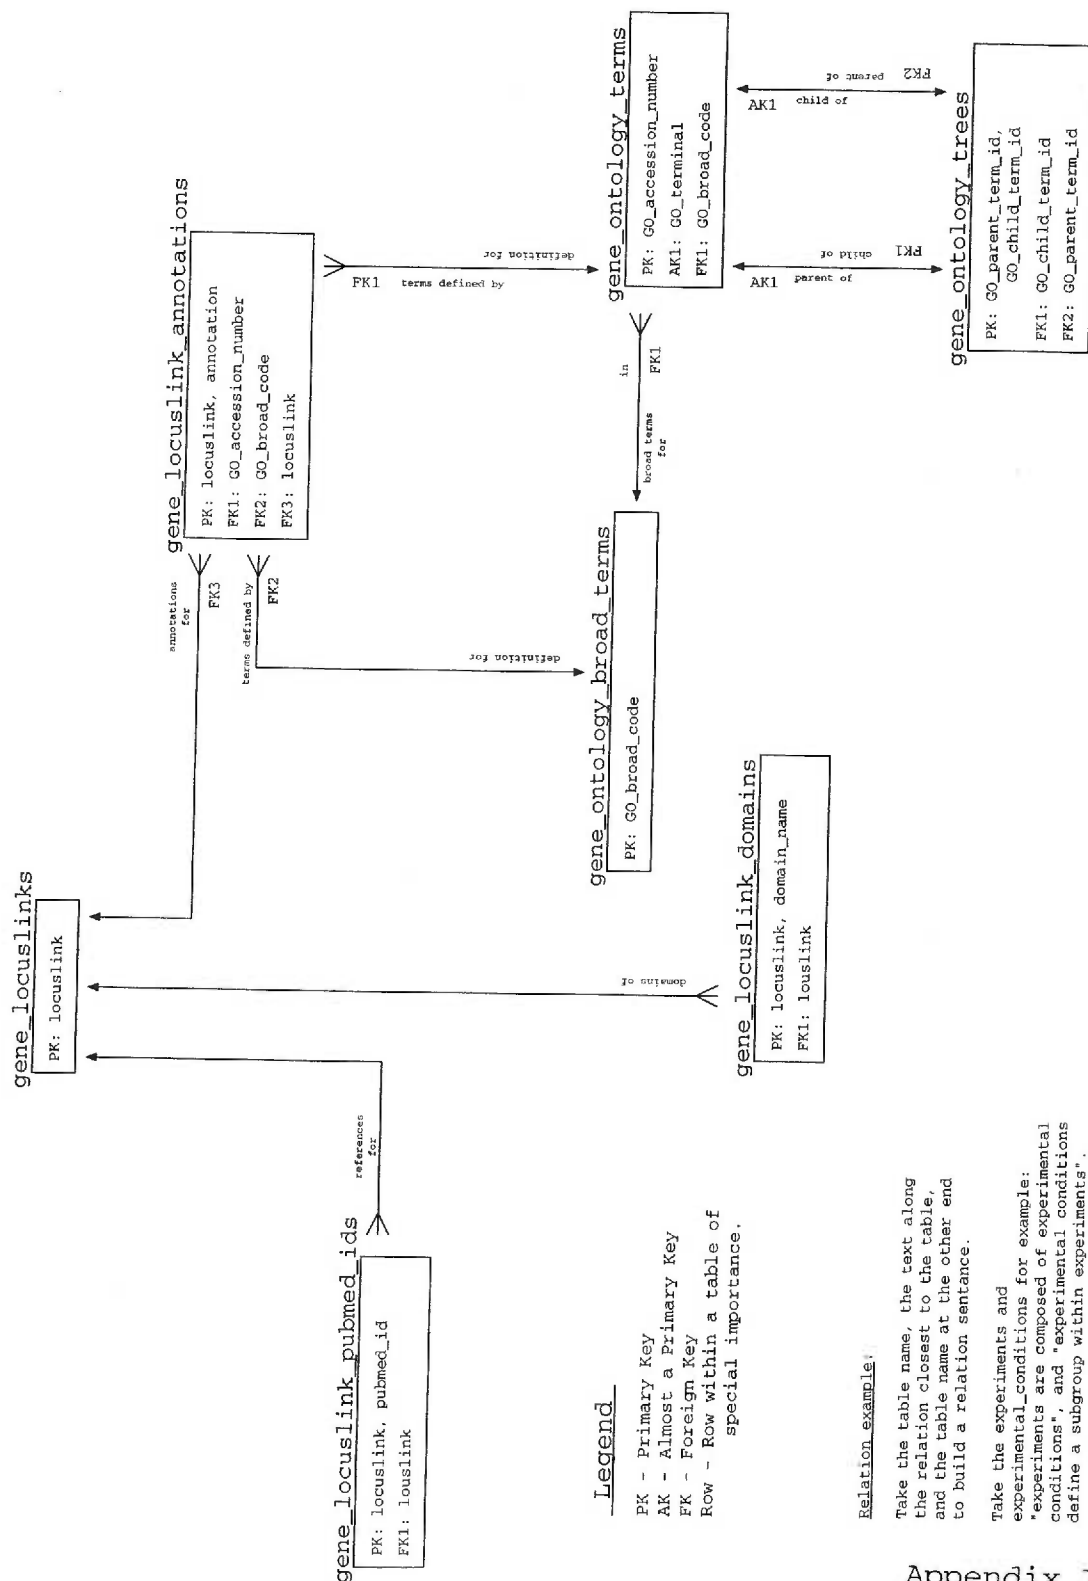 gene_locuslinks
PK: locuslink
gene_locuslink_pubmed_ids
PK: locuslink, pubmed_id
FK1: louslink
references
for
domains of
annotations
for
FK3
gene_locuslink_annotations
PK: locuslink, annotation
FK1: GO_accession_number
FK2: GO_broad_code
FK3: locuslink
terms defined by
FK2
definition for
FK1
terms defined by
definition for
gene_ontology_broad_terms
PK: GO_broad_code
broad terms
for
in
FK1
gene_ontology_terms
PK: GO_accession_number
AK1: GO_terminal
FK1: GO_broad_code
AK1
parent of
child of
FK1
AK1
child of
parent of
FK2
gene_locuslink_domains
PK: locuslink, domain_name
FK1: louslink
gene_ontology_trees
PK: GO_parent_term_id,
GO_child_term_id
FK1: GO_child_term_id
FK2: GO_parent_term_id
Legend
PK - Primary Key
AK - Almost a Primary Key
FK - Foreign Key
Row - Row within a table of
special importance.
Relation example:
Take the table name, the text along
the relation closest to the table,
and the table name at the other end
to build a relation sentance.
Take the experiments and
experimental_conditions for example:
"experiments are composed of experimental
conditions", and "experimental conditions
define a subgroup within experiments".
Appendix